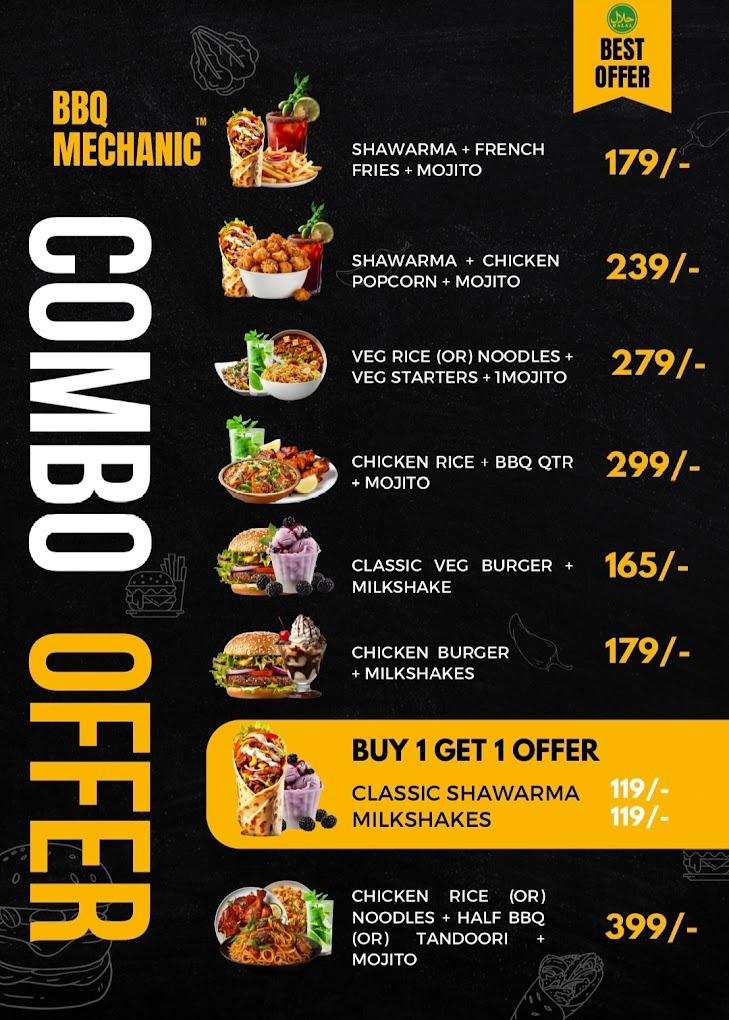 حلال
HALAL
BEST
OFFER
BBQ
MECHANIC™
COMBO OFFER
SHAWARMA + FRENCH
FRIES + MOJITO
179/-
SHAWARMA + CHICKEN
POPCORN + MOJITO
239/-
VEG RICE (OR) NOODLES +
VEG STARTERS + 1MOJITO
279/-
CHICKEN RICE + BBQ QTR
+ MOJITO
299/-
CLASSIC VEG BURGER +
MILKSHAKE
165/-
CHICKEN BURGER
+ MILKSHAKES
179/-
BUY 1 GET 1 OFFER
CLASSIC SHAWARMA 119/-
MILKSHAKES 119/-
CHICKEN RICE (OR)
NOODLES + HALF BBQ
(OR) TANDOORI +
MOJITO
399/-